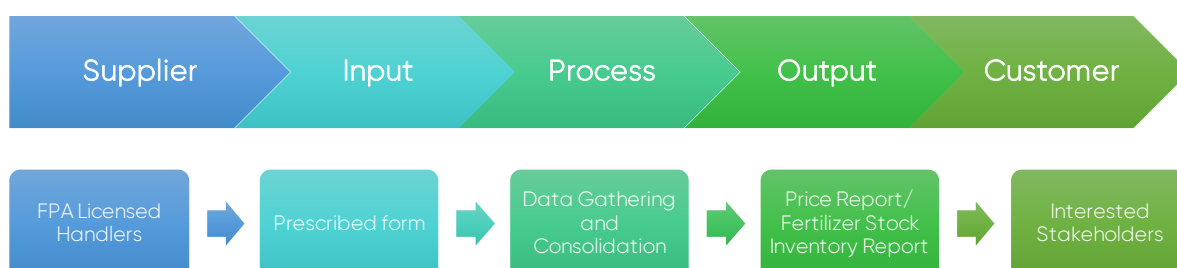 Supplier
Input
Process
Output
Customer
FPA Licensed
Handlers
Prescribed form
Data Gathering
and
Consolidation
Price Report/
Fertilizer Stock
Inventory Report
Interested
Stakeholders